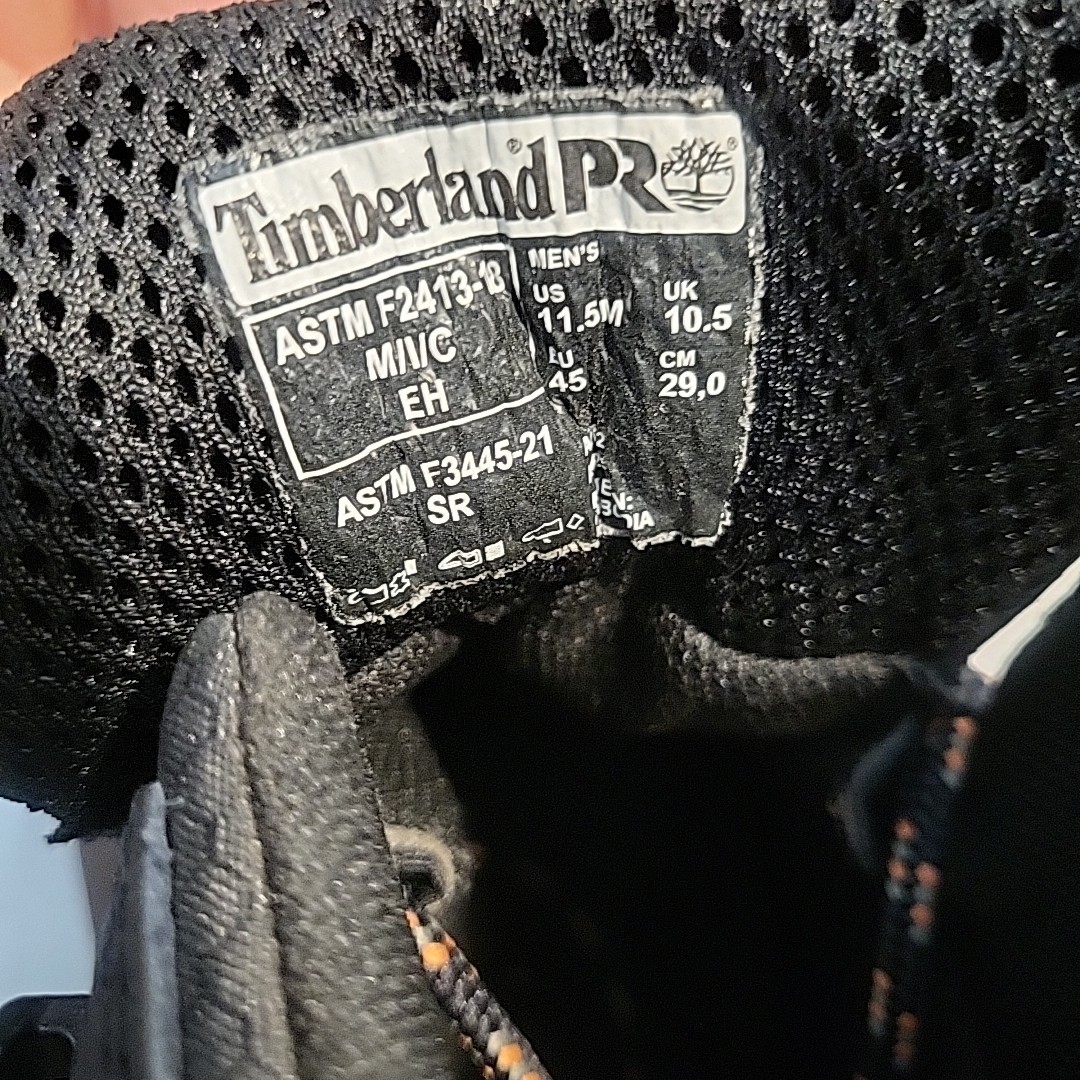 Timberland® PRO®
ASTM F2413-18
M/I/C
EH
ASTM F3445-21
SR
MEN'S
US UK
11.5M 10.5
EU CM
45 29,0